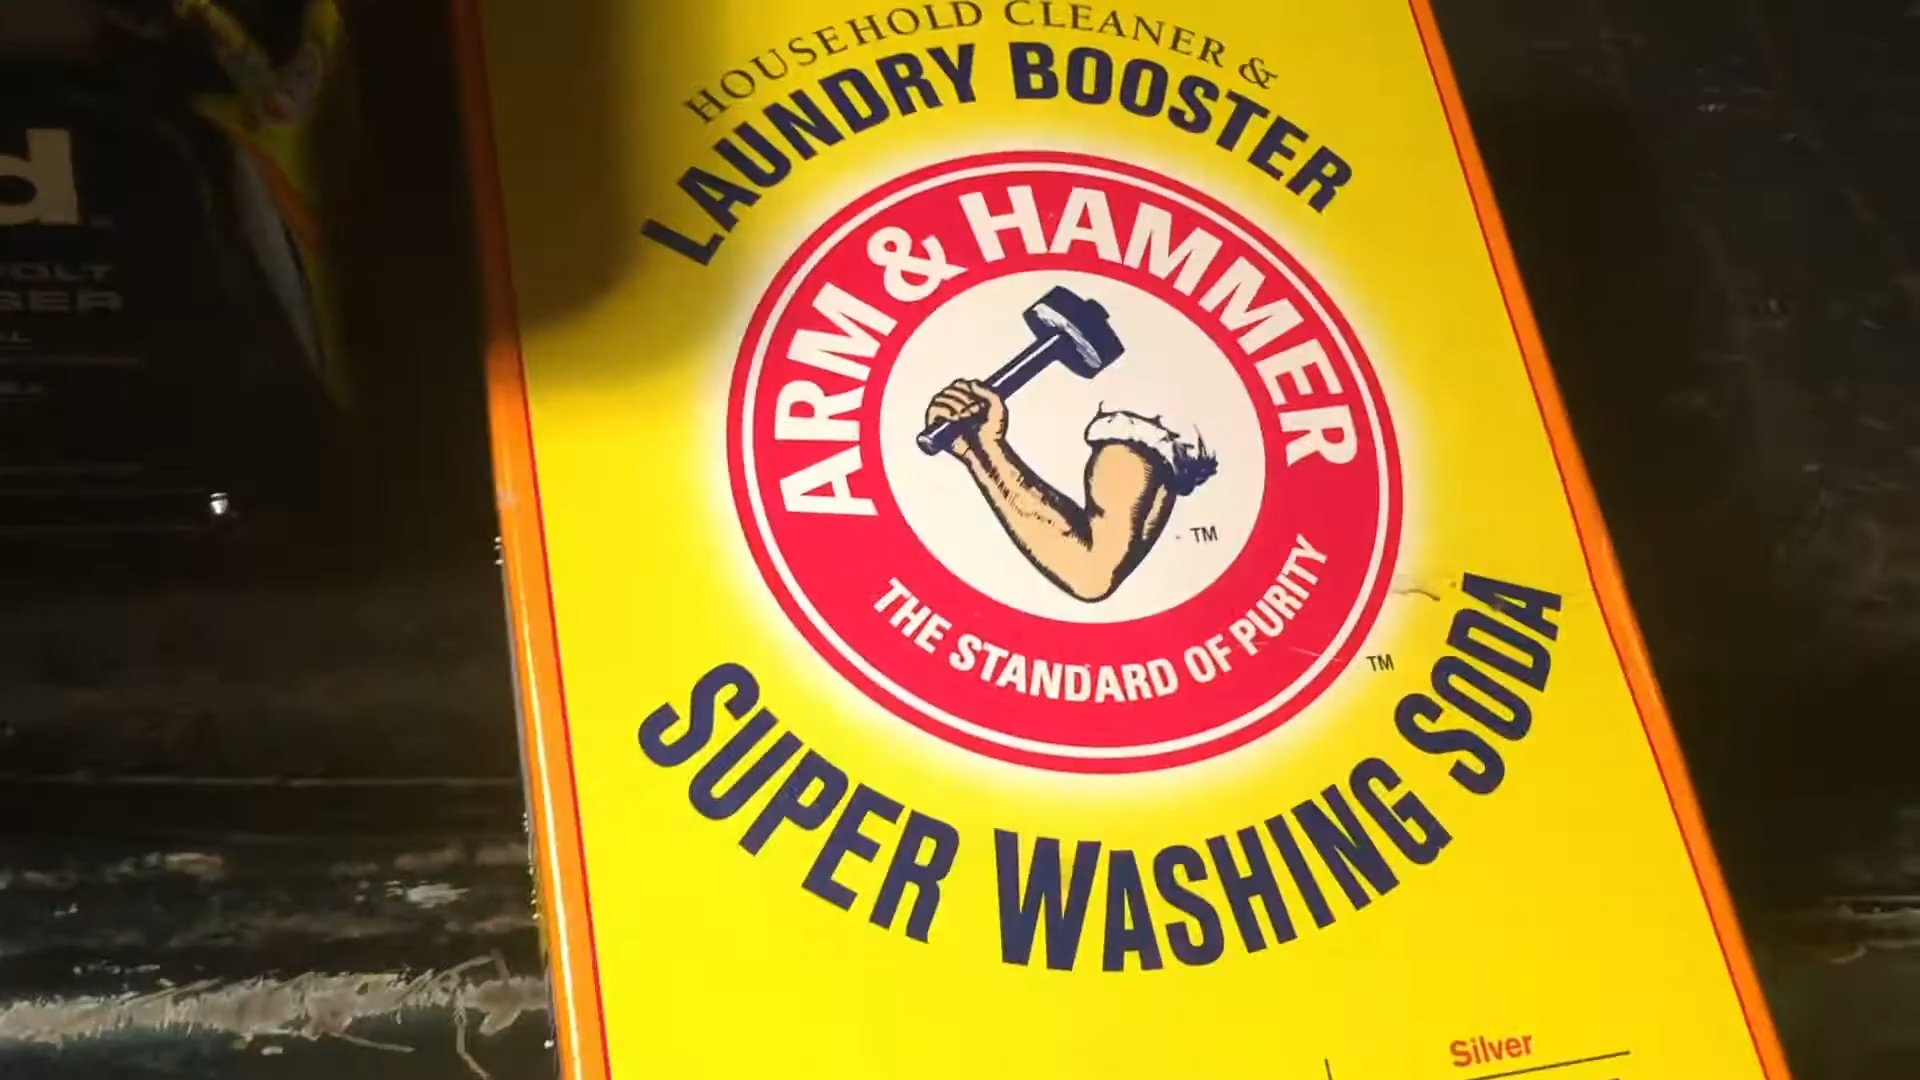 HOUSEHOLD CLEANER &
LAUNDRY BOOSTER
ARM & HAMMER
TM
THE STANDARD OF PURITY
TM
SUPER WASHING SODA
Silver